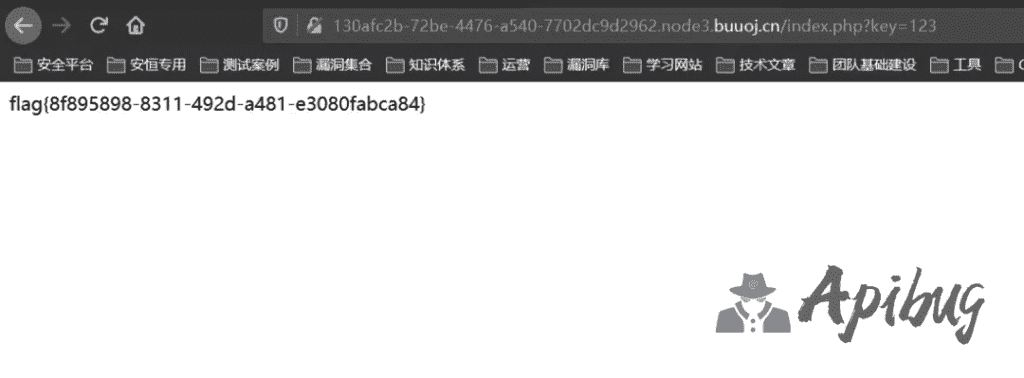 130afc2b-72be-4476-a540-7702dc9d2962.node3.buuoj.cn/index.php?key=123
安全平台 安恒专用 测试案例 漏洞集合 知识体系 运营 漏洞库 学习网站 技术文章 团队基础建设 工具
flag{8f895898-8311-492d-a481-e3080fabca84}
Apibug